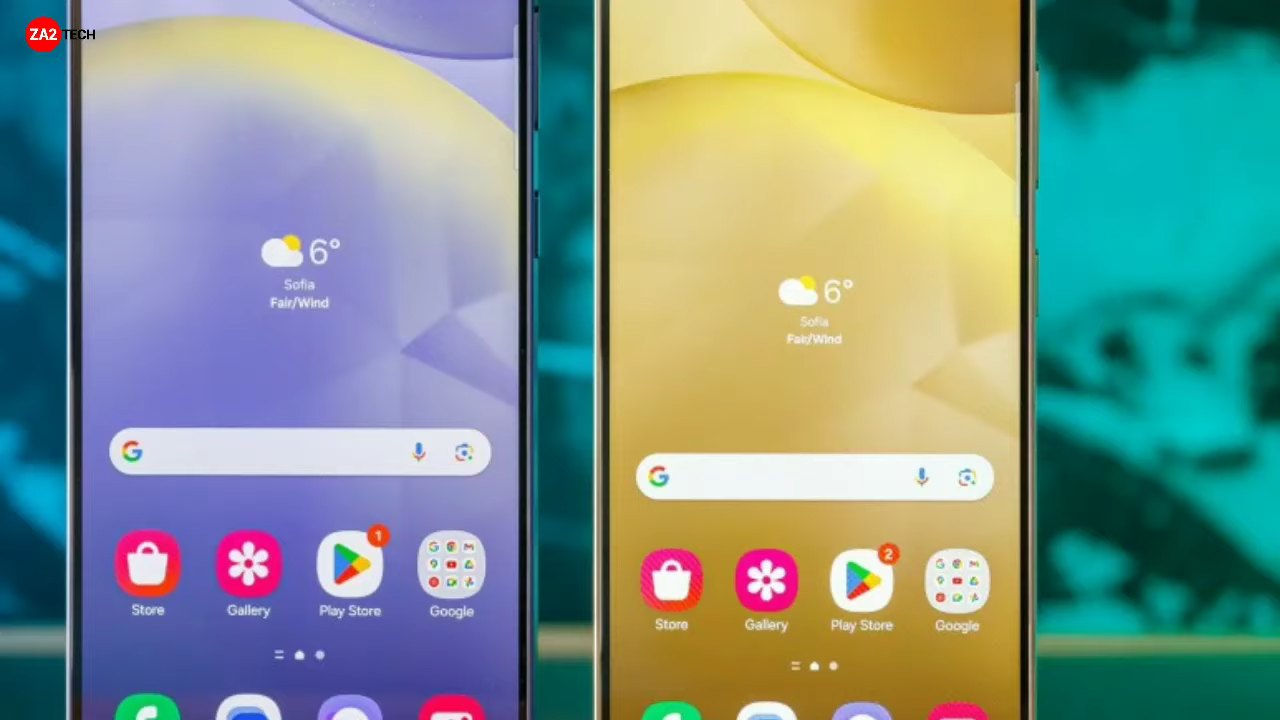 ZA2 TECH
6°
Sofia
Fair/Wind
Store
Gallery
1
Play Store
Google
6°
Sofia
Fair/Wind
Store
Gallery
2
Play Store
Google